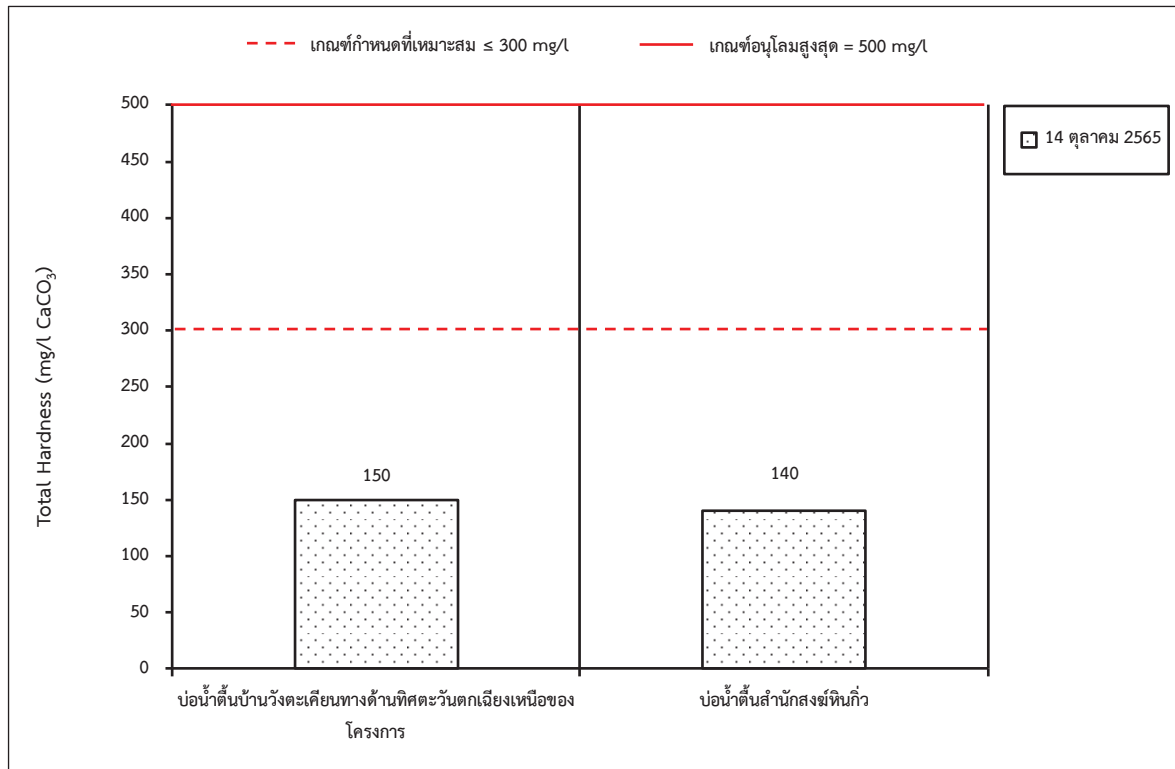 เกณฑ์กำหนดที่เหมาะสม ≤ 300 mg/l
เกณฑ์อนุโลมสูงสุด = 500 mg/l
14 ตุลาคม 2565
Total Hardness (mg/l CaCO₃)
500
450
400
350
300
250
200
150
100
50
0
150
140
บ่อน้ำตื้นบ้านวังตะเคียนทางด้านทิศตะวันตกเฉียงเหนือของ
โครงการ
บ่อน้ำตื้นสำนักสงฆ์หินกิ่ว